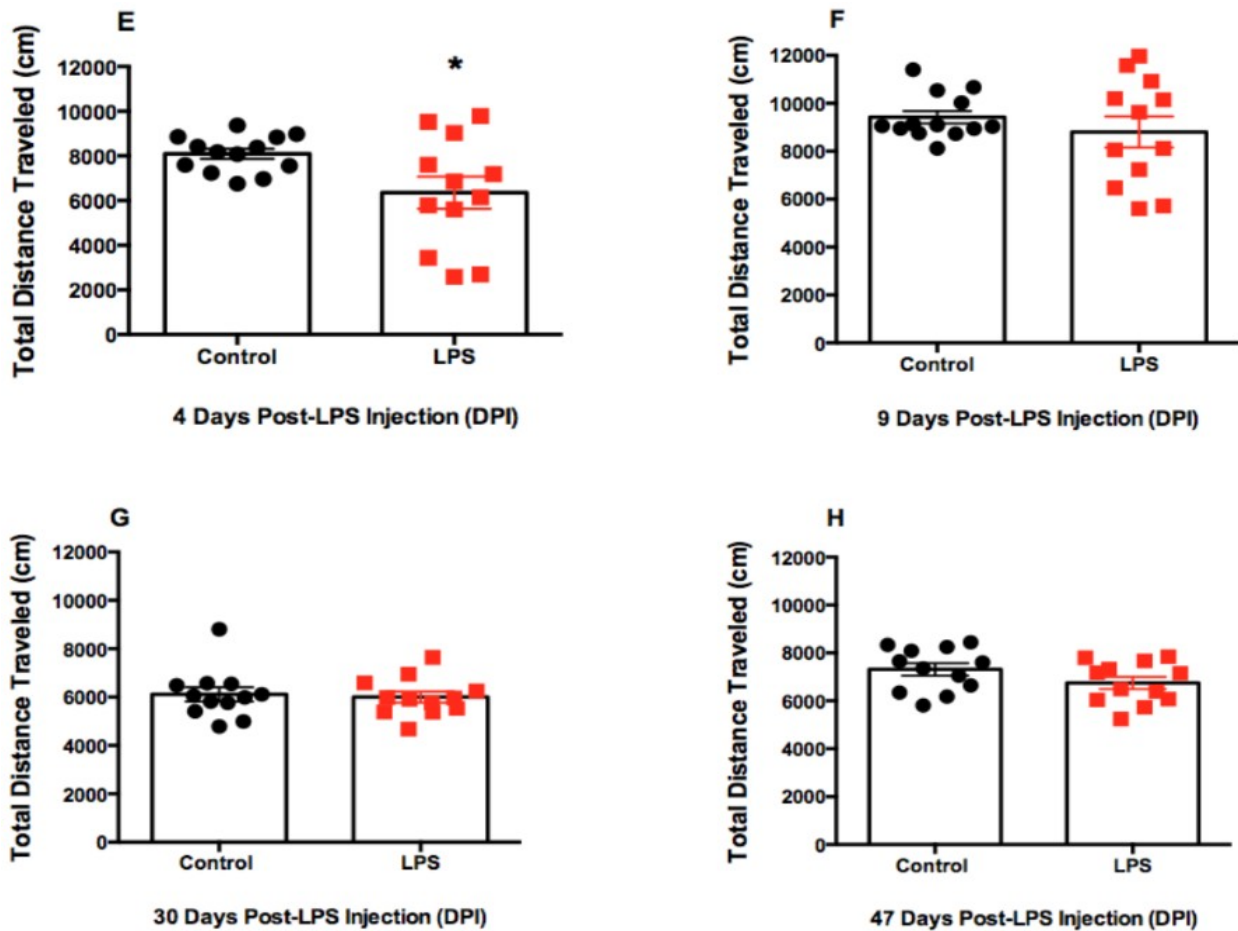 E
Total Distance Traveled (cm)
12000
10000
8000
6000
4000
2000
0
*
Control
LPS
4 Days Post-LPS Injection (DPI)
F
Total Distance Traveled (cm)
12000
10000
8000
6000
4000
2000
0
Control
LPS
9 Days Post-LPS Injection (DPI)
G
Total Distance Traveled (cm)
12000
10000
8000
6000
4000
2000
0
Control
LPS
30 Days Post-LPS Injection (DPI)
H
Total Distance Traveled (cm)
12000
10000
8000
6000
4000
2000
0
Control
LPS
47 Days Post-LPS Injection (DPI)